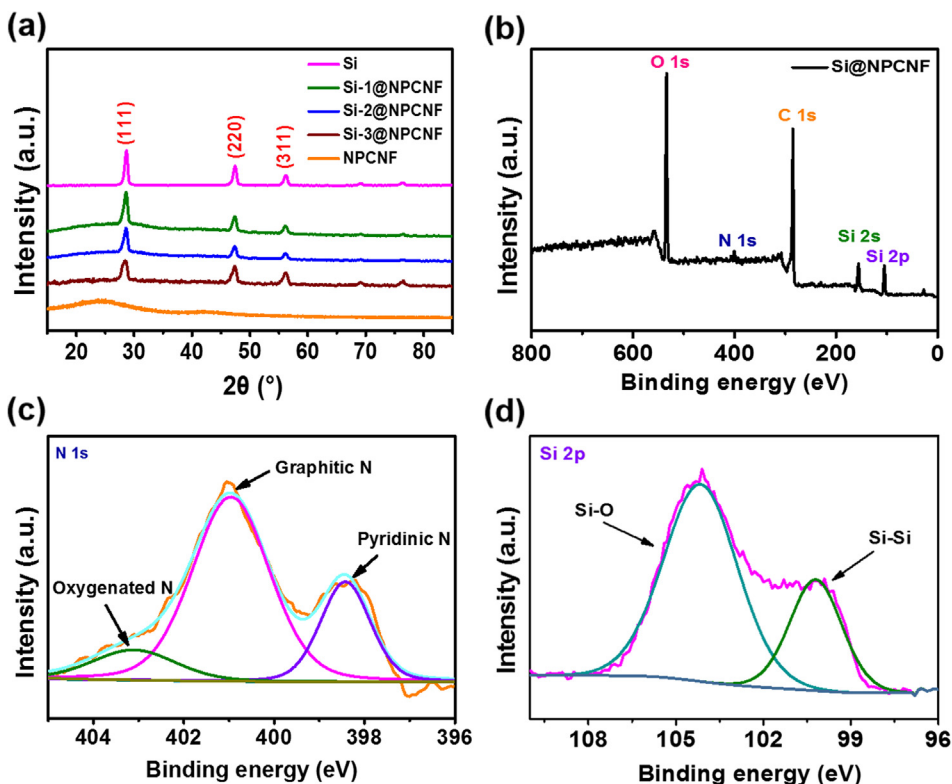 (a)
Intensity (a.u.)
(111)
(220)
(311)
Si
Si-1@NPCNF
Si-2@NPCNF
Si-3@NPCNF
NPCNF
15 20 30 40 50 60 70 80
2θ (°)
(b)
Intensity (a.u.)
O 1s
C 1s
N 1s
Si 2s
Si 2p
Si@NPCNF
800 600 400 200 0
Binding energy (eV)
(c)
Intensity (a.u.)
N 1s
Graphitic N
Pyridinic N
Oxygenated N
404 402 400 398 396
Binding energy (eV)
(d)
Intensity (a.u.)
Si 2p
Si-O
Si-Si
108 105 102 99 96
Binding energy (eV)